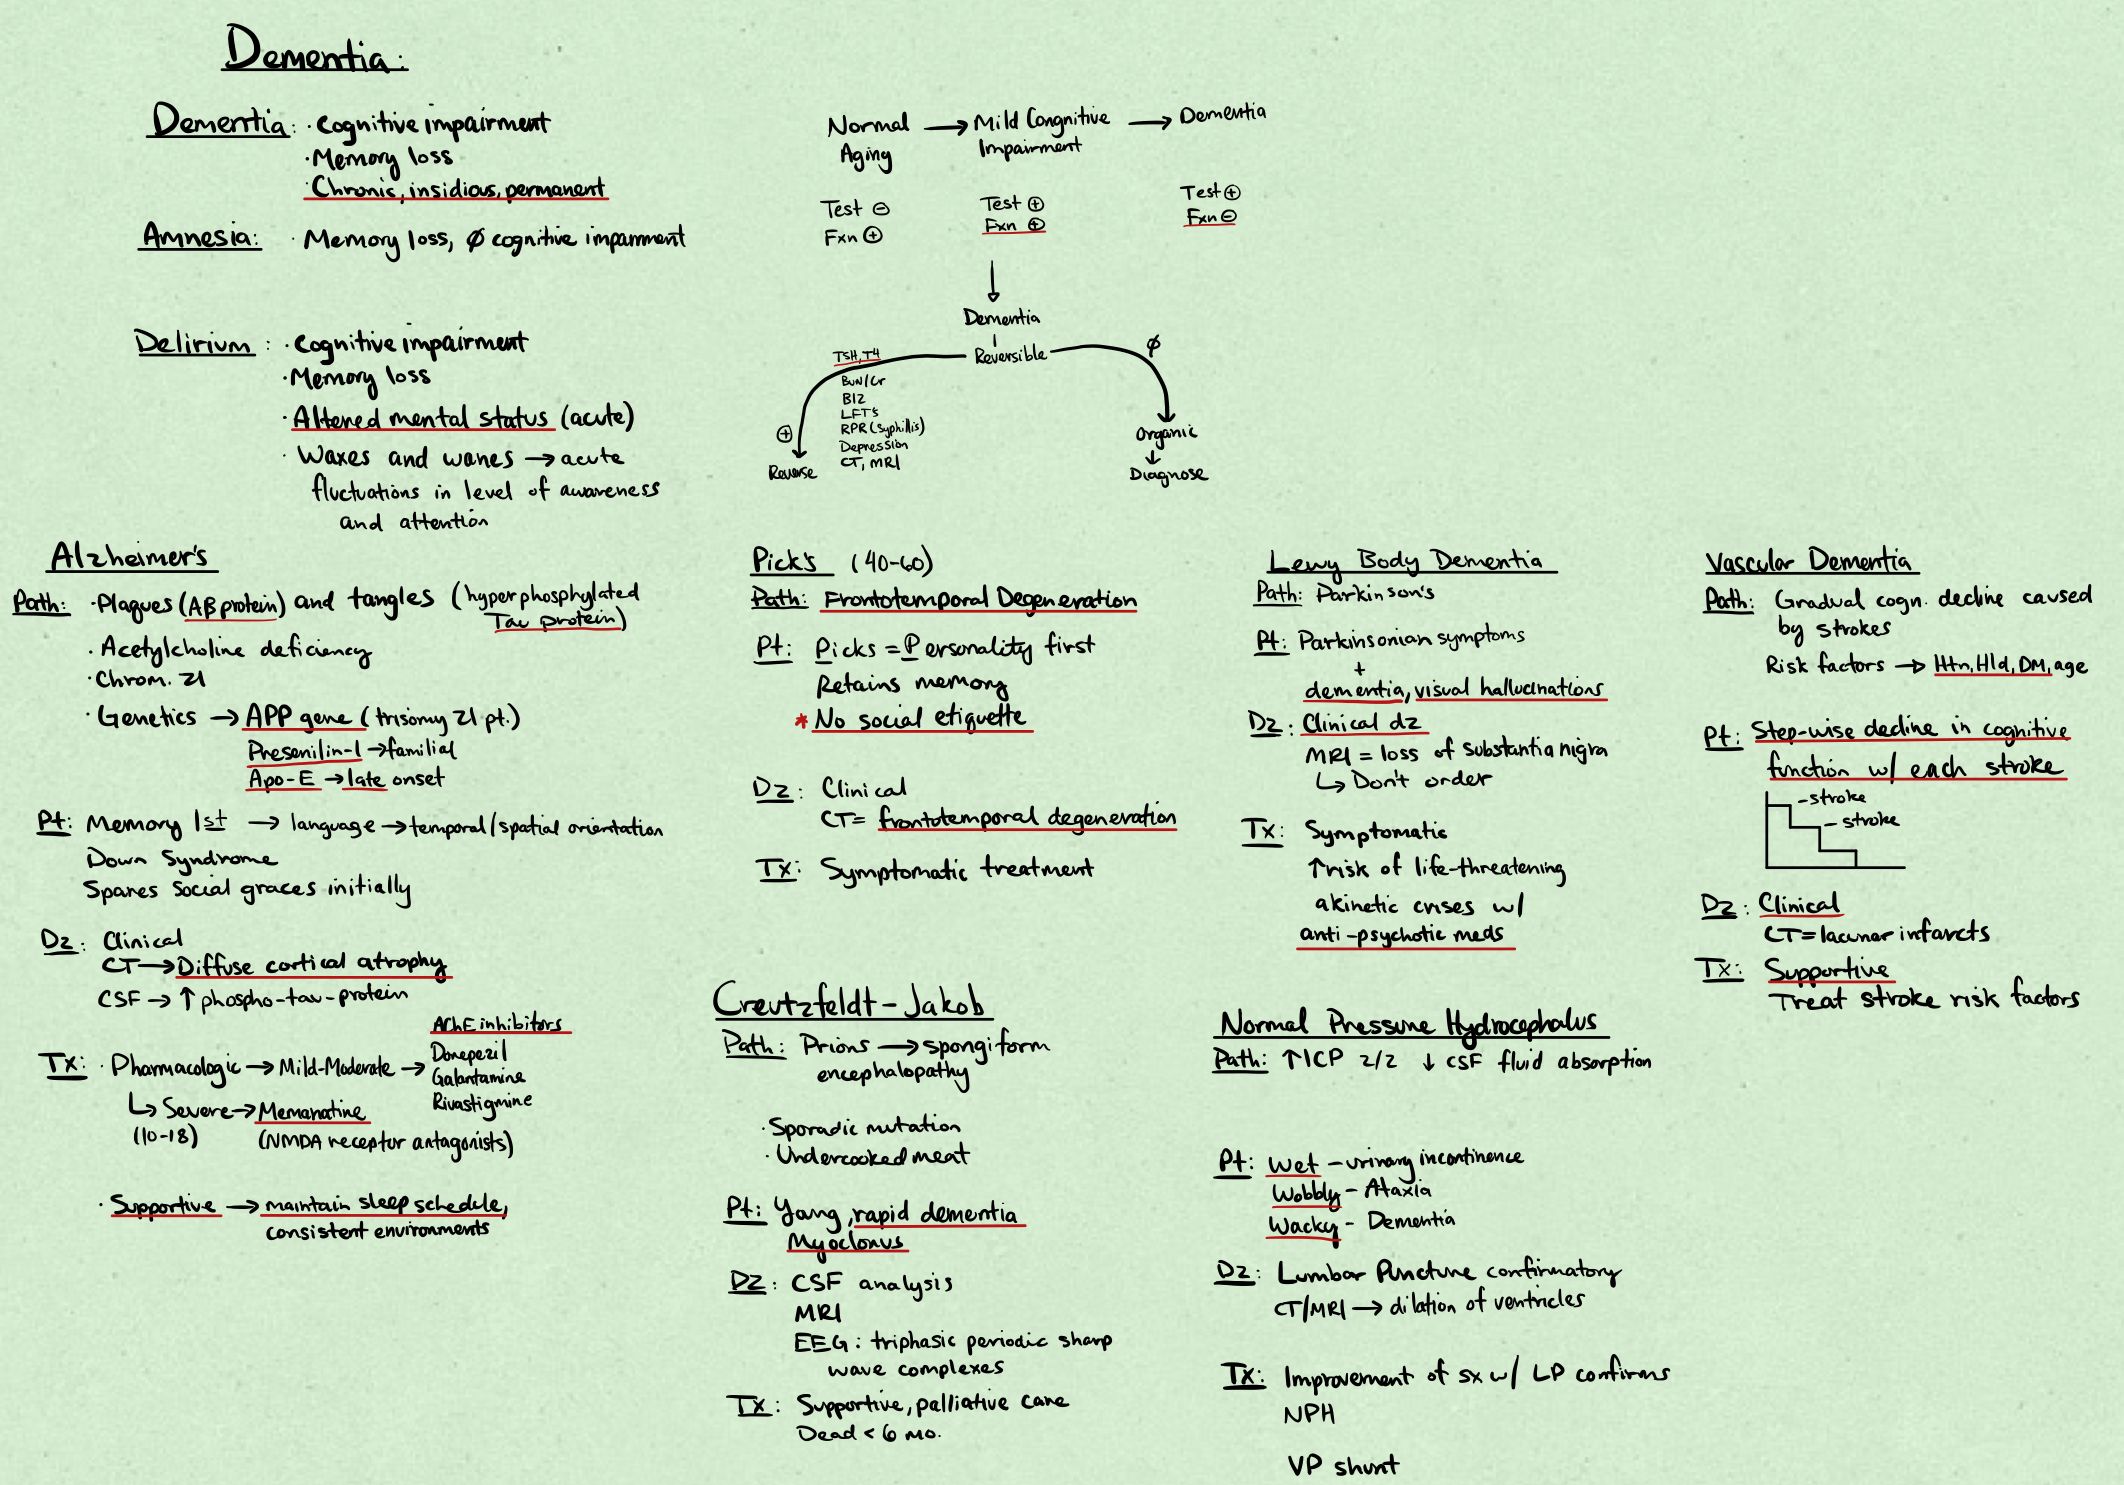 Dementia:
Dementia: · Cognitive impairment
· Memory loss
· Chronic, insidious, permanent
Amnesia: · Memory loss, Ø cognitive impairment
Delirium: · Cognitive impairment
· Memory loss
· Altered mental status (acute)
· Waxes and wanes → acute
fluctuations in level of awareness
and attention
Normal → Mild Congnitive → Dementia
Aging Impairment
Test ⊖ Test ⊕ Test ⊕
Fxn ⊕ Fxn ⊕ Fxn ⊖
↓
Dementia
Reversible
TSH, T4
BUN/Cr
B12
LFT's
RPR (Syphillis)
Depression
CT, MRI
⊕
Reverse
Ø
Organic
↓
Diagnose
Alzheimer's
Path: · Plaques (AB protein) and tangles (hyperphosphylated
Tau protein)
· Acetylcholine deficiency
· Chrom. 21
· Genetics → APP gene (trisomy 21 pt.)
Presenilin-1 → familial
Apo-E → late onset
Pt: Memory 1st → language → temporal/spatial orientation
Down Syndrome
Spares social graces initially
Dz: Clinical
CT → Diffuse cortical atrophy
CSF → ↑ phospho-tau-protein
Tx: · Pharmacologic → Mild-Moderate → AChE inhibitors
Donepezil
Galantamine
Rivastigmine
↳ Severe → Memanatine
(10-18) (NMDA receptor antagonists)
· Supportive → maintain sleep schedule,
consistent environments
Pick's (40-60)
Path: Frontotemporal Degeneration
Pt: Picks = Personality first
Retains memory
* No social etiquette
Dz: Clinical
CT = frontotemporal degeneration
Tx: Symptomatic treatment
Creutzfeldt-Jakob
Path: Prions → spongiform
encephalopathy
· Sporadic mutation
· Undercooked meat
Pt: Yong, rapid dementia
Myoclonus
DZ: CSF analysis
MRI
EEG: triphasic periodic sharp
wave complexes
Tx: Supportive, palliative care
Dead < 6 mo.
Lewy Body Dementia
Path: Parkinson's
Pt: Parkinsonian symptoms
+
dementia, visual hallucinations
Dz: Clinical dz
MRI = loss of substantia nigra
↳ Don't order
Tx: Symptomatic
↑ risk of life-threatening
akinetic crises w/
anti-psychotic meds
Normal Pressure Hydrocephalus
Path: ↑ ICP 2/2 ↓ CSF fluid absorption
Pt: Wet - urinary incontinence
Wobbly - Ataxia
Wacky - Dementia
Dz: Lumbar Puncture confirmatory
CT/MRI → dilation of ventricles
Tx: Improvement of sx w/ LP confirms
NPH
VP shunt
Vascular Dementia
Path: Gradual cogn. decline caused
by strokes
Risk factors → Htn, Hld, DM, age
Pt: Step-wise decline in cognitive
function w/ each stroke
- stroke
- stroke
Dz: Clinical
CT = lacunar infarcts
Tx: Supportive
Treat stroke risk factors